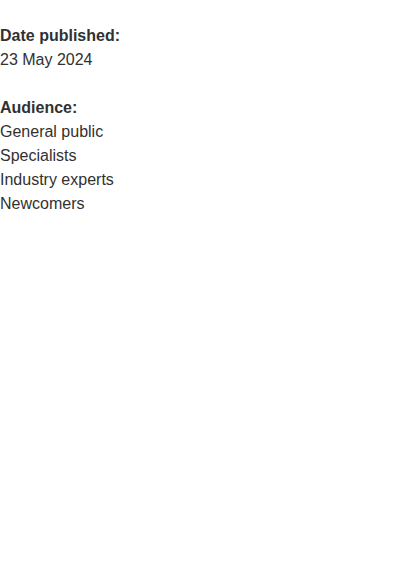 Date published:
23 May 2024
Audience:
General public
Specialists
Industry experts
Newcomers